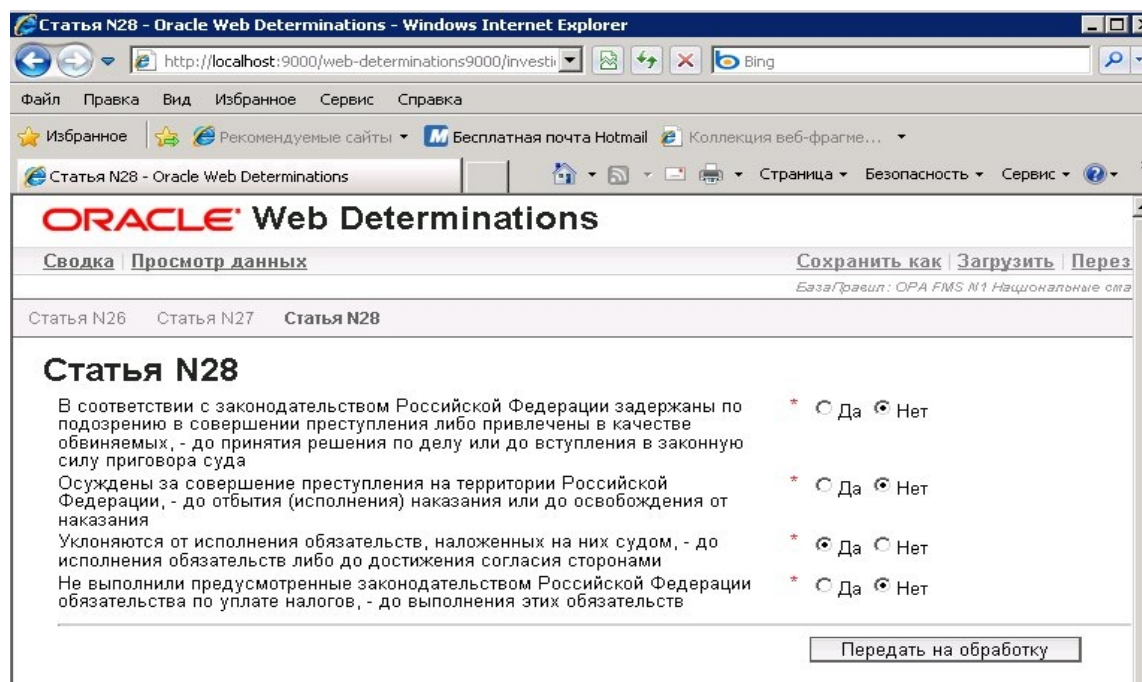 Статья N28 - Oracle Web Determinations - Windows Internet Explorer
http://localhost:9000/web-determinations9000/investi
Bing
Файл Правка Вид Избранное Сервис Справка
Избранное Рекомендуемые сайты Бесплатная почта Hotmail Коллекция веб-фрагме...
Статья N28 - Oracle Web Determinations Страница Безопасность Сервис
ORACLE Web Determinations
Сводка | Просмотр данных Сохранить как | Загрузить | Перез
БазаПравил: OPA FMS N1 Национальные ста
Статья N26 Статья N27 Статья N28
Статья N28
В соответствии с законодательством Российской Федерации задержаны по * Да Нет
подозрению в совершении преступления либо привлечены в качестве
обвиняемых, - до принятия решения по делу или до вступления в законную
силу приговора суда
Осуждены за совершение преступления на территории Российской * Да Нет
Федерации, - до отбытия (исполнения) наказания или до освобождения от
наказания
Уклоняются от исполнения обязательств, наложенных на них судом, - до * Да Нет
исполнения обязательств либо до достижения согласия сторонами
Не выполнили предусмотренные законодательством Российской Федерации * Да Нет
обязательства по уплате налогов, - до выполнения этих обязательств
Передать на обработку